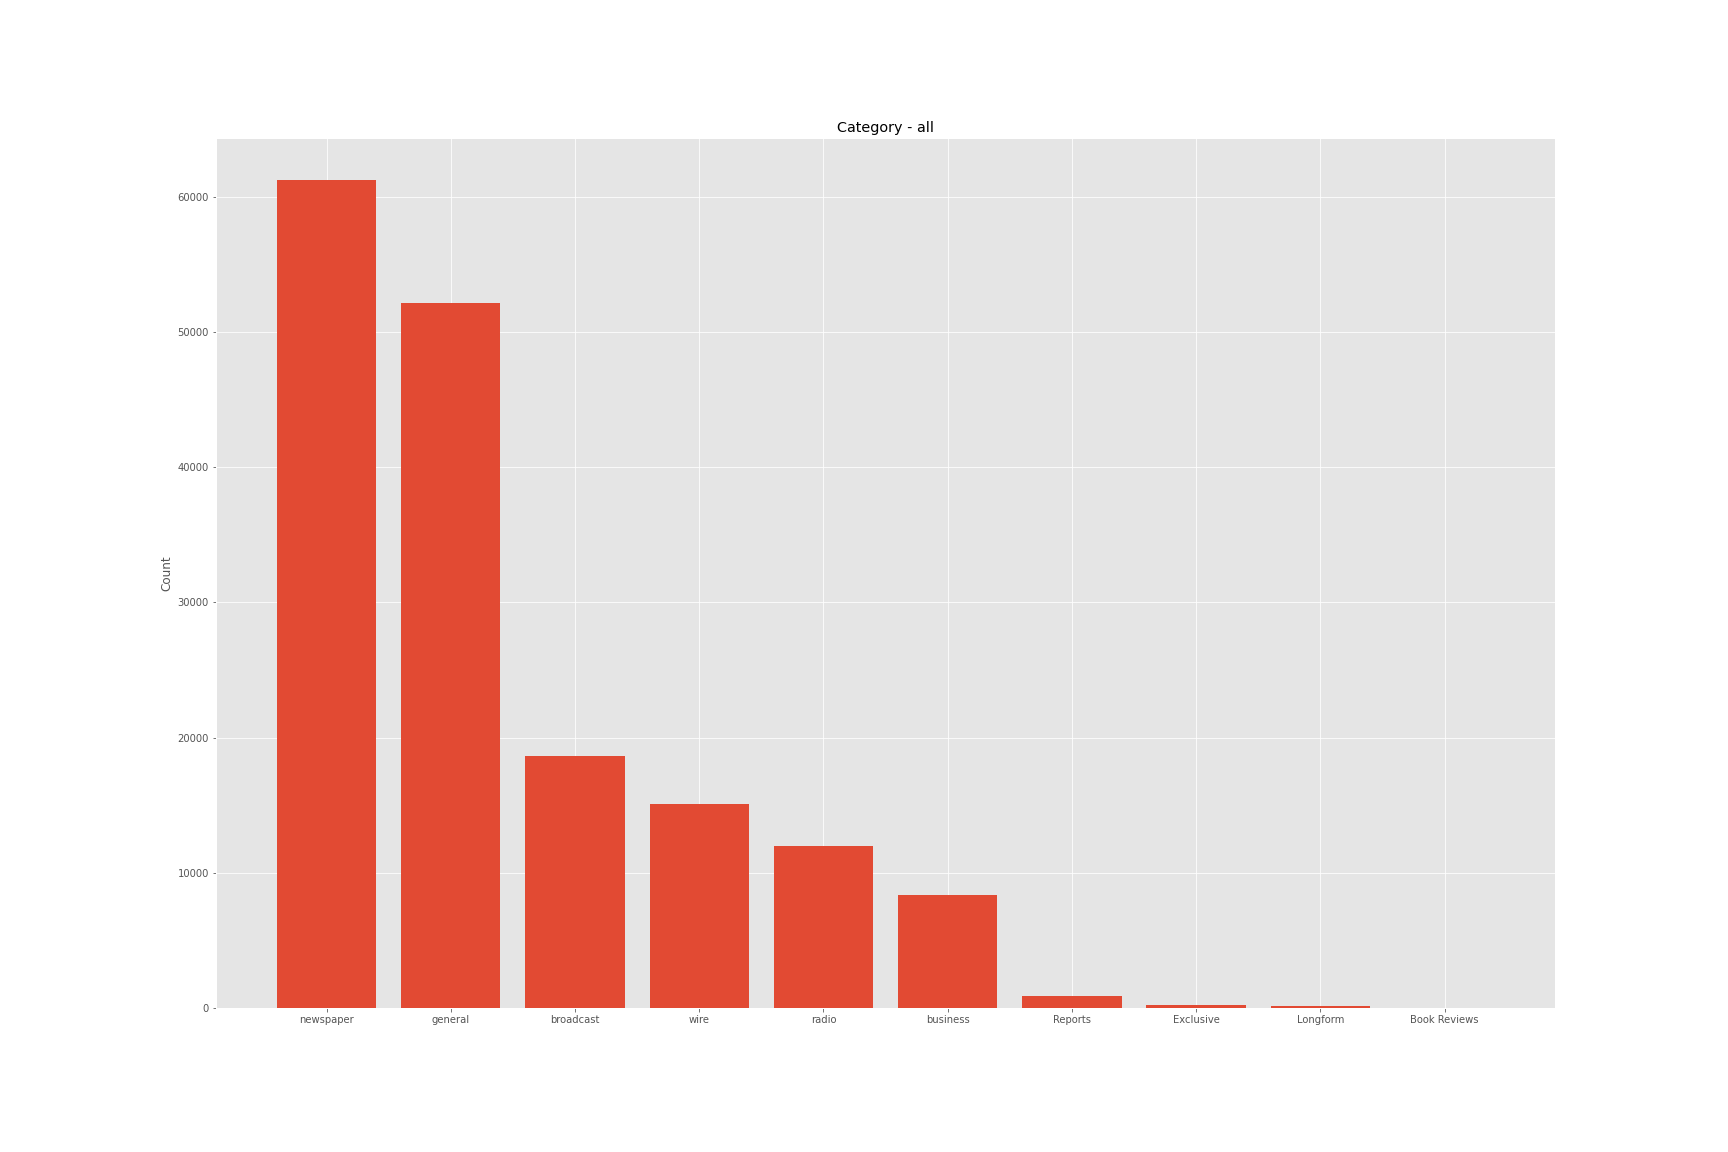 Category - all
60000
50000
40000
30000
20000
10000
0
Count
newspaper general broadcast wire radio business Reports Exclusive Longform Book Reviews